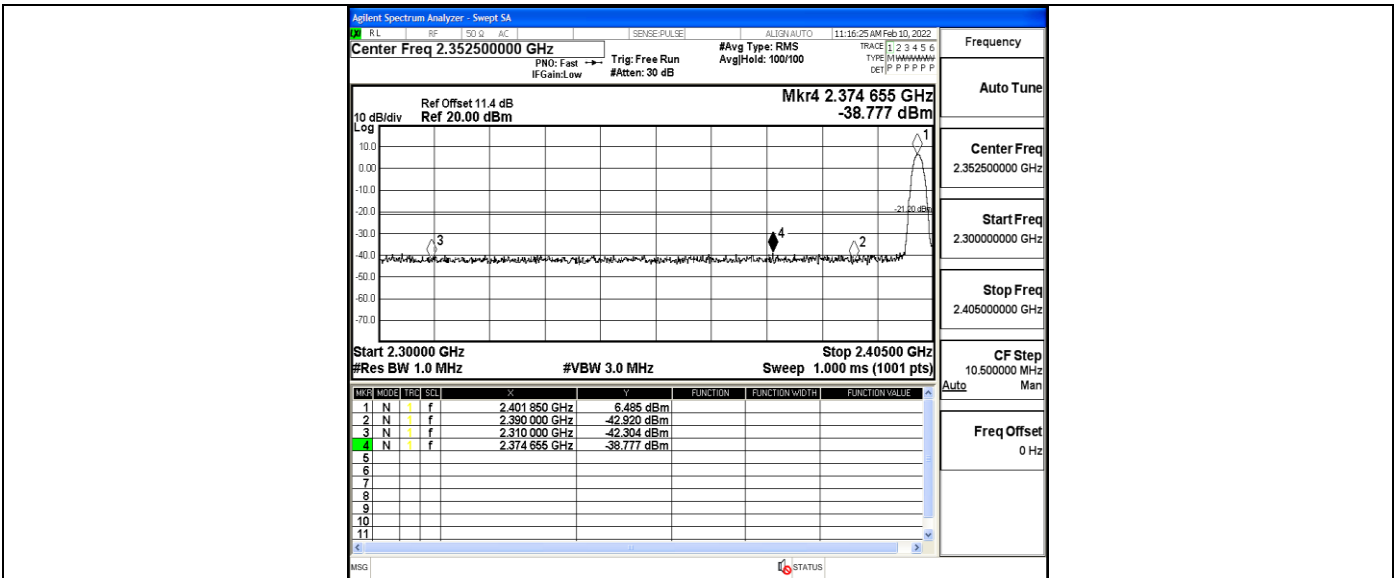 Agilent Spectrum Analyzer - Swept SA
LXI RL RF 50 Ω AC SENSE:PULSE ALIGN AUTO 11:16:25 AM Feb 10, 2022
Center Freq 2.352500000 GHz
PNO: Fast
IFGain:Low
Trig: Free Run
#Atten: 30 dB
#Avg Type: RMS
Avg|Hold: 100/100
TRACE 1 2 3 4 5 6
TYPE M WWWWW
DET P P P P P P
Mkr4 2.374 655 GHz
-38.777 dBm
Ref Offset 11.4 dB
10 dB/div Ref 20.00 dBm
Log
10.0
0.00
-10.0
-20.0
-30.0
-40.0
-50.0
-60.0
-70.0
1
-21.20 dBm
3
4
2
Start 2.30000 GHz Stop 2.40500 GHz
#Res BW 1.0 MHz #VBW 3.0 MHz Sweep 1.000 ms (1001 pts)
MKR MODE TRC SCL X Y FUNCTION FUNCTION WIDTH FUNCTION VALUE
1 N 1 f 2.401 850 GHz 6.485 dBm
2 N 1 f 2.390 000 GHz -42.920 dBm
3 N 1 f 2.310 000 GHz -42.304 dBm
4 N 1 f 2.374 655 GHz -38.777 dBm
5
6
7
8
9
10
11
MSG STATUS
Frequency
Auto Tune
Center Freq
2.352500000 GHz
Start Freq
2.300000000 GHz
Stop Freq
2.405000000 GHz
CF Step
10.500000 MHz
Auto Man
Freq Offset
0 Hz